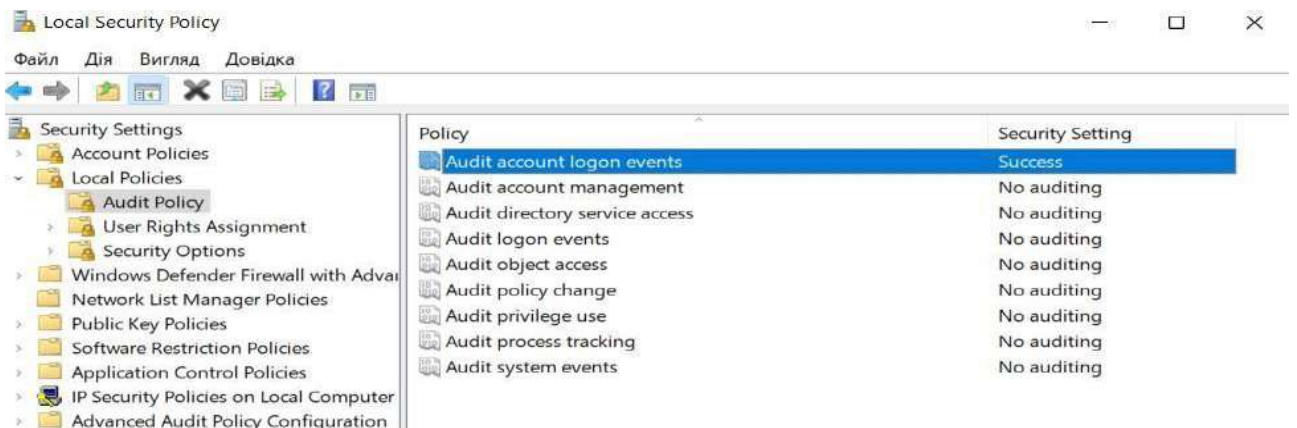 Local Security Policy
Файл Дія Вигляд Довідка
Security Settings
Account Policies
Local Policies
Audit Policy
User Rights Assignment
Security Options
Windows Defender Firewall with Advai
Network List Manager Policies
Public Key Policies
Software Restriction Policies
Application Control Policies
IP Security Policies on Local Computer
Advanced Audit Policy Configuration
Policy Security Setting
Audit account logon events Success
Audit account management No auditing
Audit directory service access No auditing
Audit logon events No auditing
Audit object access No auditing
Audit policy change No auditing
Audit privilege use No auditing
Audit process tracking No auditing
Audit system events No auditing